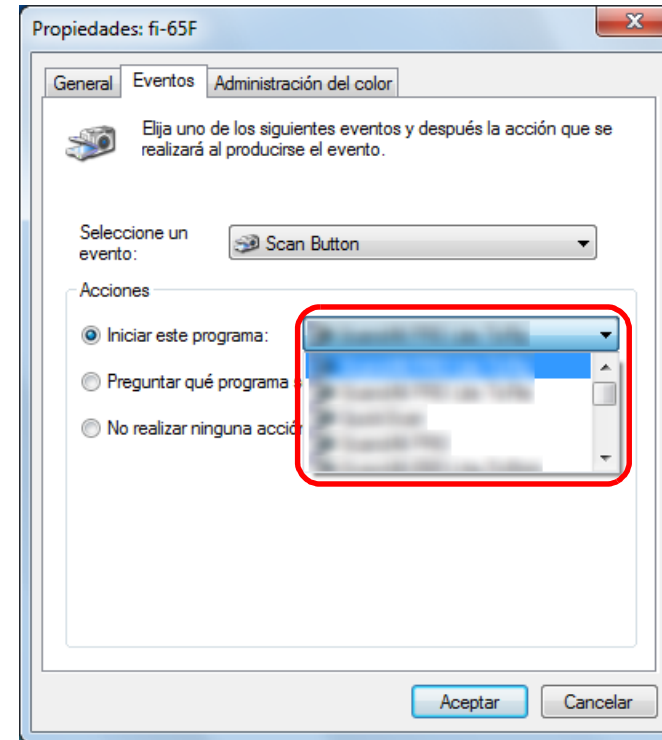 Propiedades: fi-65F
General Eventos Administración del color
Elija uno de los siguientes eventos y después la acción que se
realizará al producirse el evento.
Seleccione un
evento:
Scan Button
Acciones
Iniciar este programa:
Preguntar qué programa
No realizar ninguna acción
Aceptar Cancelar